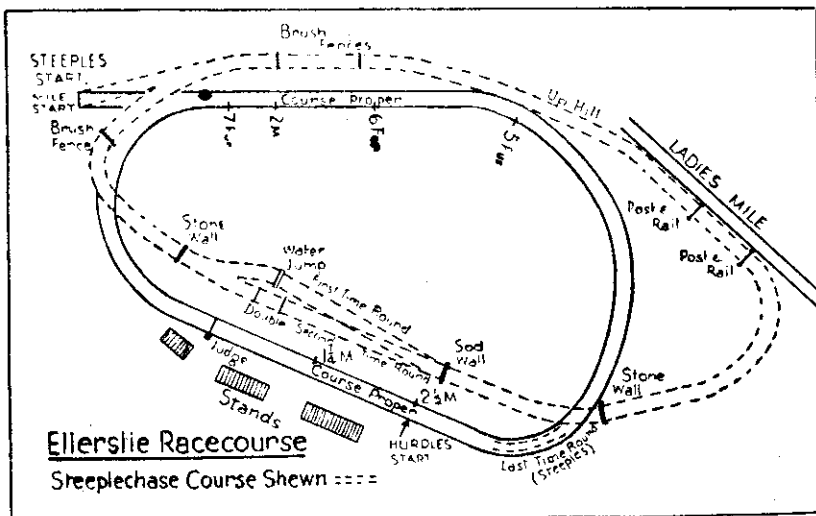 Brush
Fences
STEEPLES
START.
MILE
START
Course Proper
Up Hill
7 Fur
2 M
6 Fur
5 Furs
Brush
Fence
LADIES MILE
Post & Rail
Post & Rail
Stone
Wall
Water
Jump
First Time Round
Double
Second Time Round
Sod
Wall
Judge
1¼ M
Course Proper
2½ M
Stone
Wall
Stands
HURDLES
START
Last Time Round
(Steeples)
Ellerslie Racecourse
Steeplechase Course Shewn ====